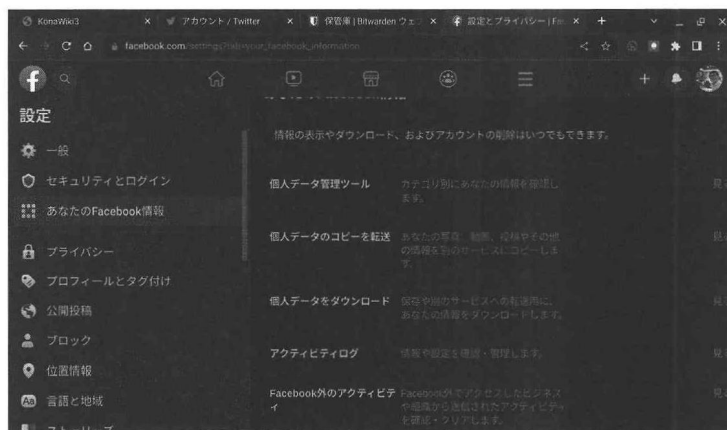 KonaWiki3
アカウント / Twitter
保管庫 | Bitwarden ウェ
設定とプライバシー | Fac
facebook.com/settings?tab=your_facebook_information
設定
情報の表示やダウンロード、およびアカウントの削除はいつでもできます。
一般
セキュリティとログイン
あなたのFacebook情報
プライバシー
プロフィールとタグ付け
公開投稿
ブロック
位置情報
Aあ 言語と地域
ストーリーズ
個人データ管理ツール
カテゴリ別にあなたの情報を確認し
ます。
個人データのコピーを転送
あなたの写真、動画、投稿やその他
の情報を別のサービスにコピーしま
す。
個人データをダウンロード
保存や別のサービスへの転送用に、
あなたの情報をダウンロードします。
アクティビティログ
情報や設定を確認・管理します。
Facebook外のアクティビテ
ィ
Facebook外でアクセスしたビジネス
や組織から送信されたアクティビティ
を確認・クリアします。